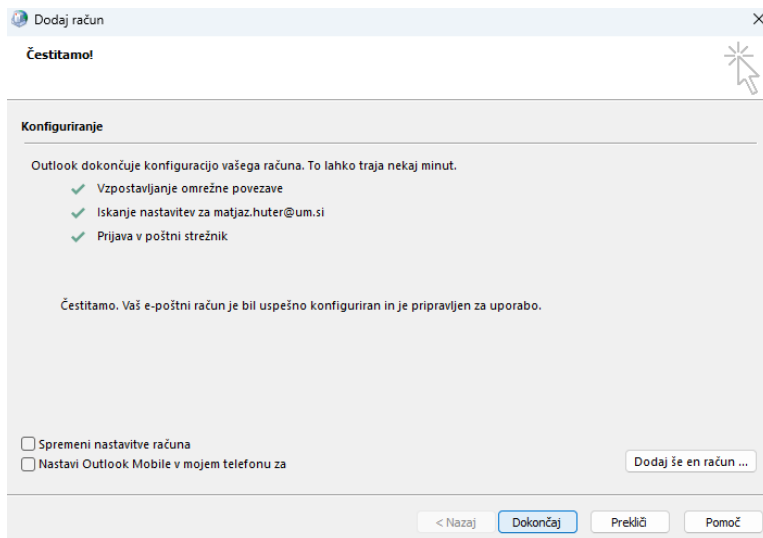 Dodaj račun
Čestitamo!
Konfiguriranje
Outlook dokončuje konfiguracijo vašega računa. To lahko traja nekaj minut.
Vzpostavljanje omrežne povezave
Iskanje nastavitev za matjaz.huter@um.si
Prijava v poštni strežnik
Čestitamo. Vaš e-poštni račun je bil uspešno konfiguriran in je pripravljen za uporabo.
Spremeni nastavitve računa
Nastavi Outlook Mobile v mojem telefonu za
Dodaj še en račun ...
< Nazaj Dokončaj Prekliči Pomoč